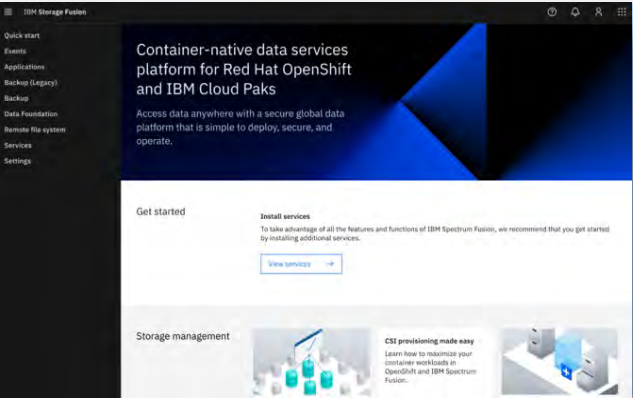 IBM Storage Fusion
Quick start
Events
Applications
Backup (Legacy)
Backup
Data Foundation
Remote file system
Services
Settings
Container-native data services
platform for Red Hat OpenShift
and IBM Cloud Paks
Access data anywhere with a secure global data
platform that is simple to deploy, secure, and
operate.
Get started
Install services
To take advantage of all the features and functions of IBM Spectrum Fusion, we recommend that you get started
by installing additional services.
View services
Storage management
CSI provisioning made easy
Learn how to maximize your
container workloads in
OpenShift and IBM Spectrum
Fusion.